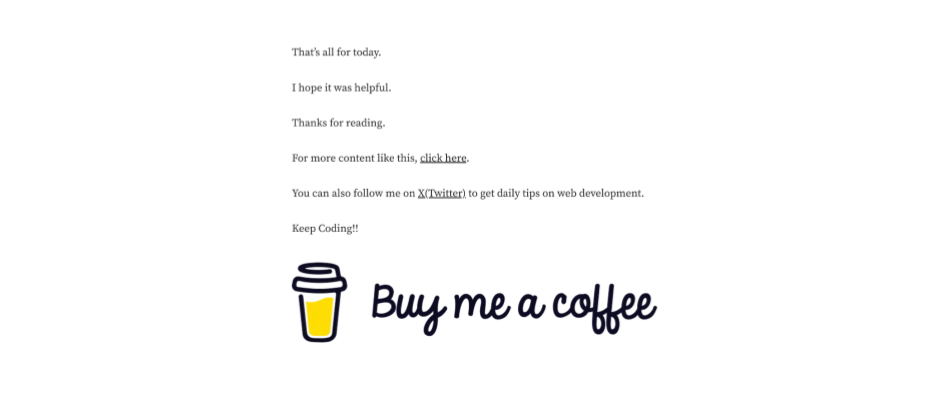 That's all for today.
I hope it was helpful.
Thanks for reading.
For more content like this, click here.
You can also follow me on X(Twitter) to get daily tips on web development.
Keep Coding!!
Buy me a coffee